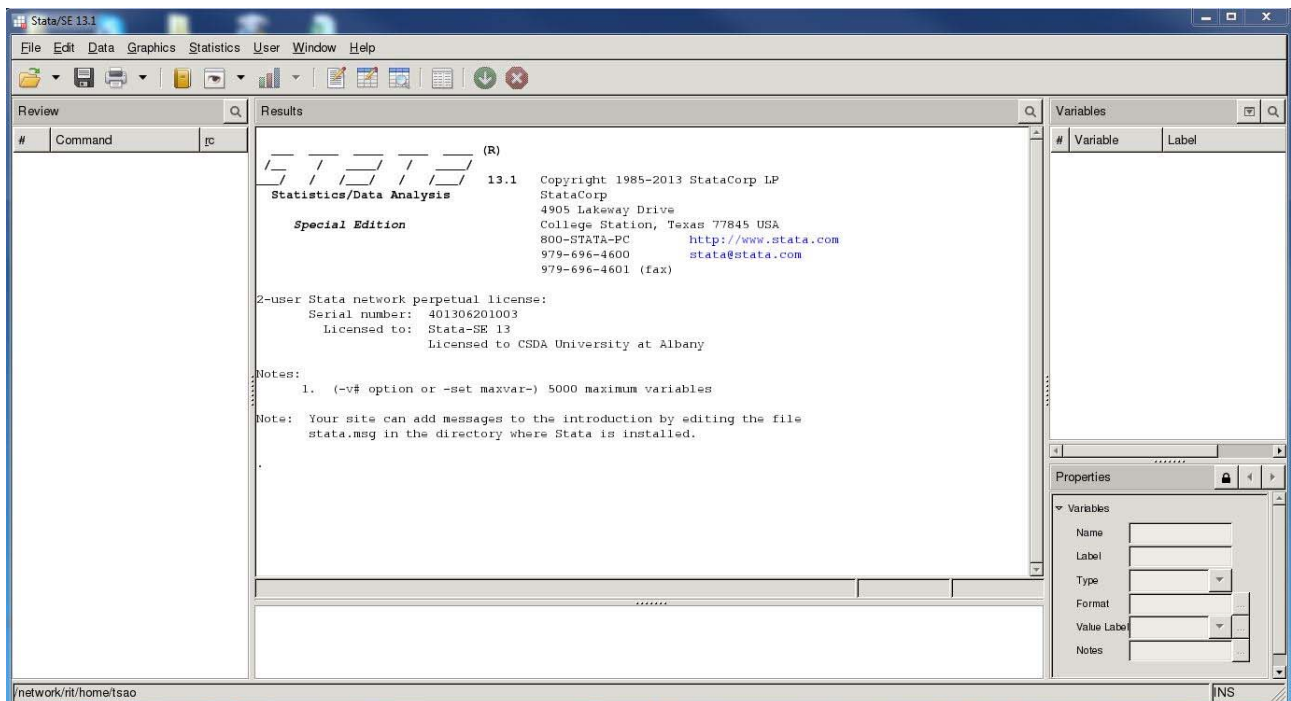 Stata/SE 13.1
File Edit Data Graphics Statistics User Window Help
Review
# Command rc
Results
(R)
STATA 13.1 Copyright 1985-2013 StataCorp LP
Statistics/Data Analysis StataCorp
4905 Lakeway Drive
Special Edition College Station, Texas 77845 USA
800-STATA-PC http://www.stata.com
979-696-4600 stata@stata.com
979-696-4601 (fax)
2-user Stata network perpetual license:
Serial number: 401306201003
Licensed to: Stata-SE 13
Licensed to CSDA University at Albany
Notes:
1. (-v# option or -set maxvar-) 5000 maximum variables
Note: Your site can add messages to the introduction by editing the file
stata.msg in the directory where Stata is installed.
.
Variables
# Variable Label
Properties
Variables
Name
Label
Type
Format
Value Label
Notes
/network/rit/home/tsao
INS